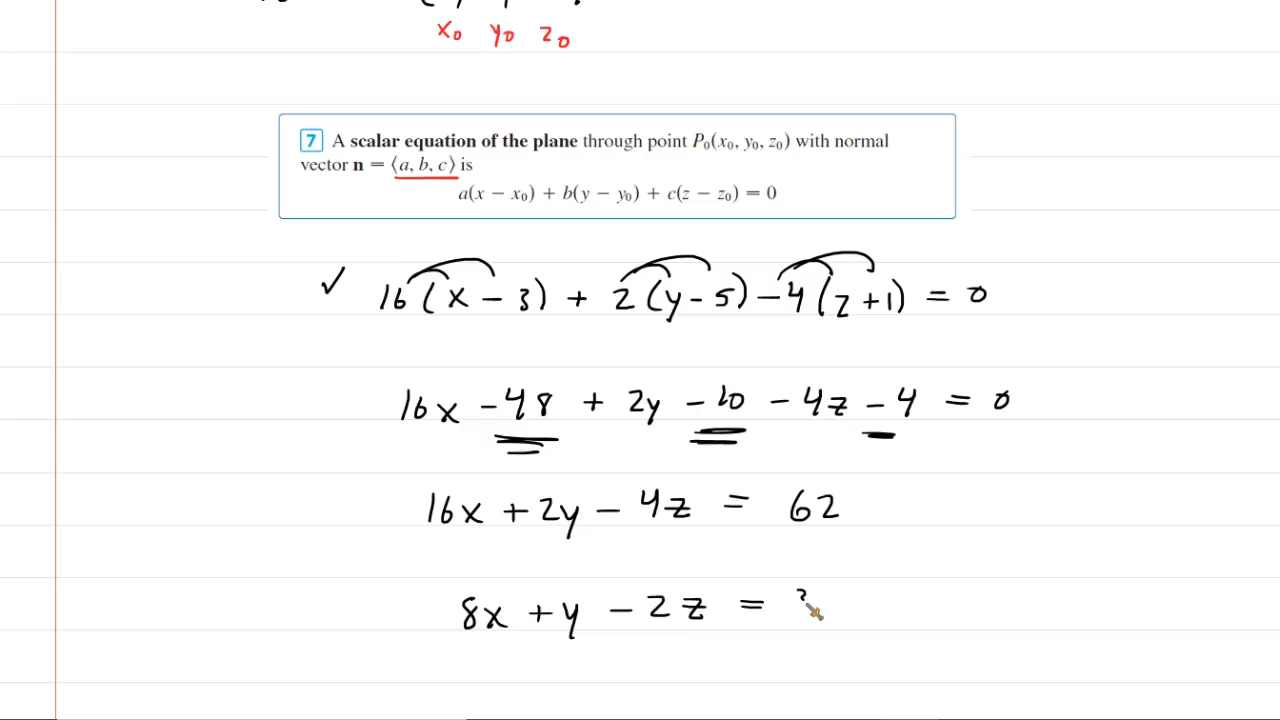 x₀ y₀ z₀
7 A scalar equation of the plane through point P₀(x₀, y₀, z₀) with normal
vector n = ⟨a, b, c⟩ is
a(x − x₀) + b(y − y₀) + c(z − z₀) = 0
✓ 16(x − 3) + 2(y − 5) − 4(z + 1) = 0
16x − 48 + 2y − 10 − 4z − 4 = 0
16x + 2y − 4z = 62
8x + y − 2z =